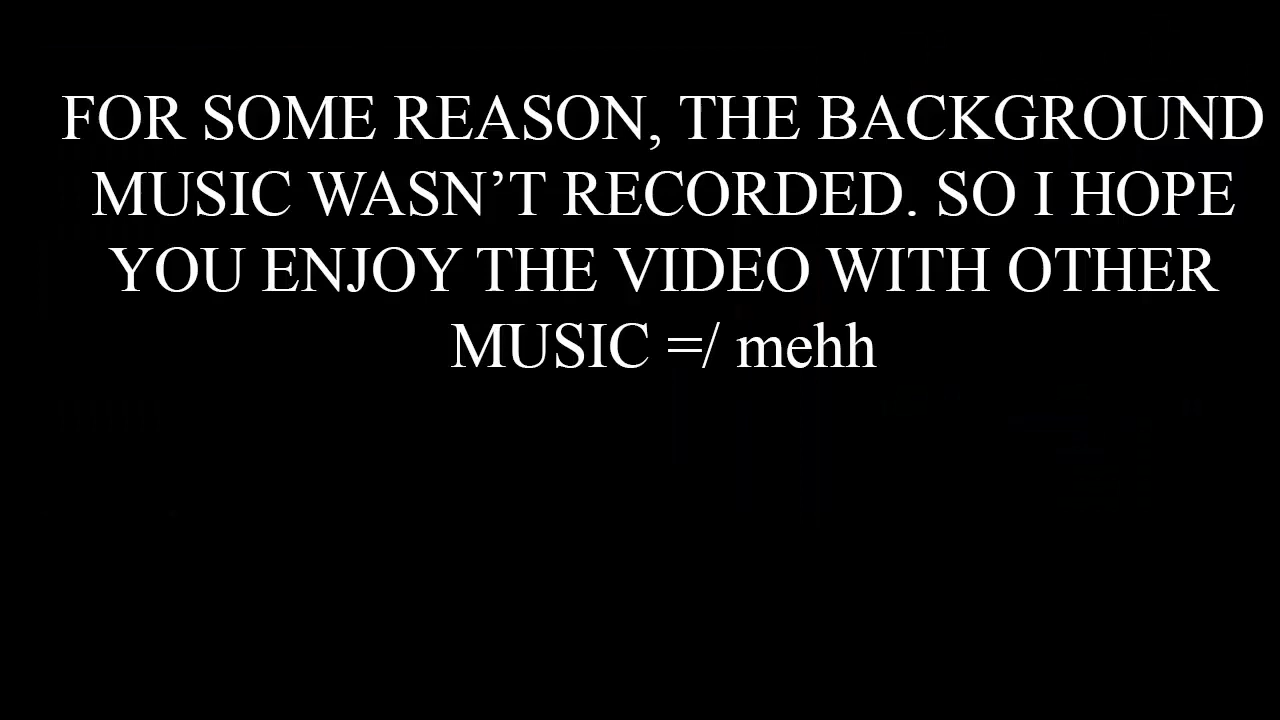 FOR SOME REASON, THE BACKGROUND
MUSIC WASN’T RECORDED. SO I HOPE
YOU ENJOY THE VIDEO WITH OTHER
MUSIC =/ mehh